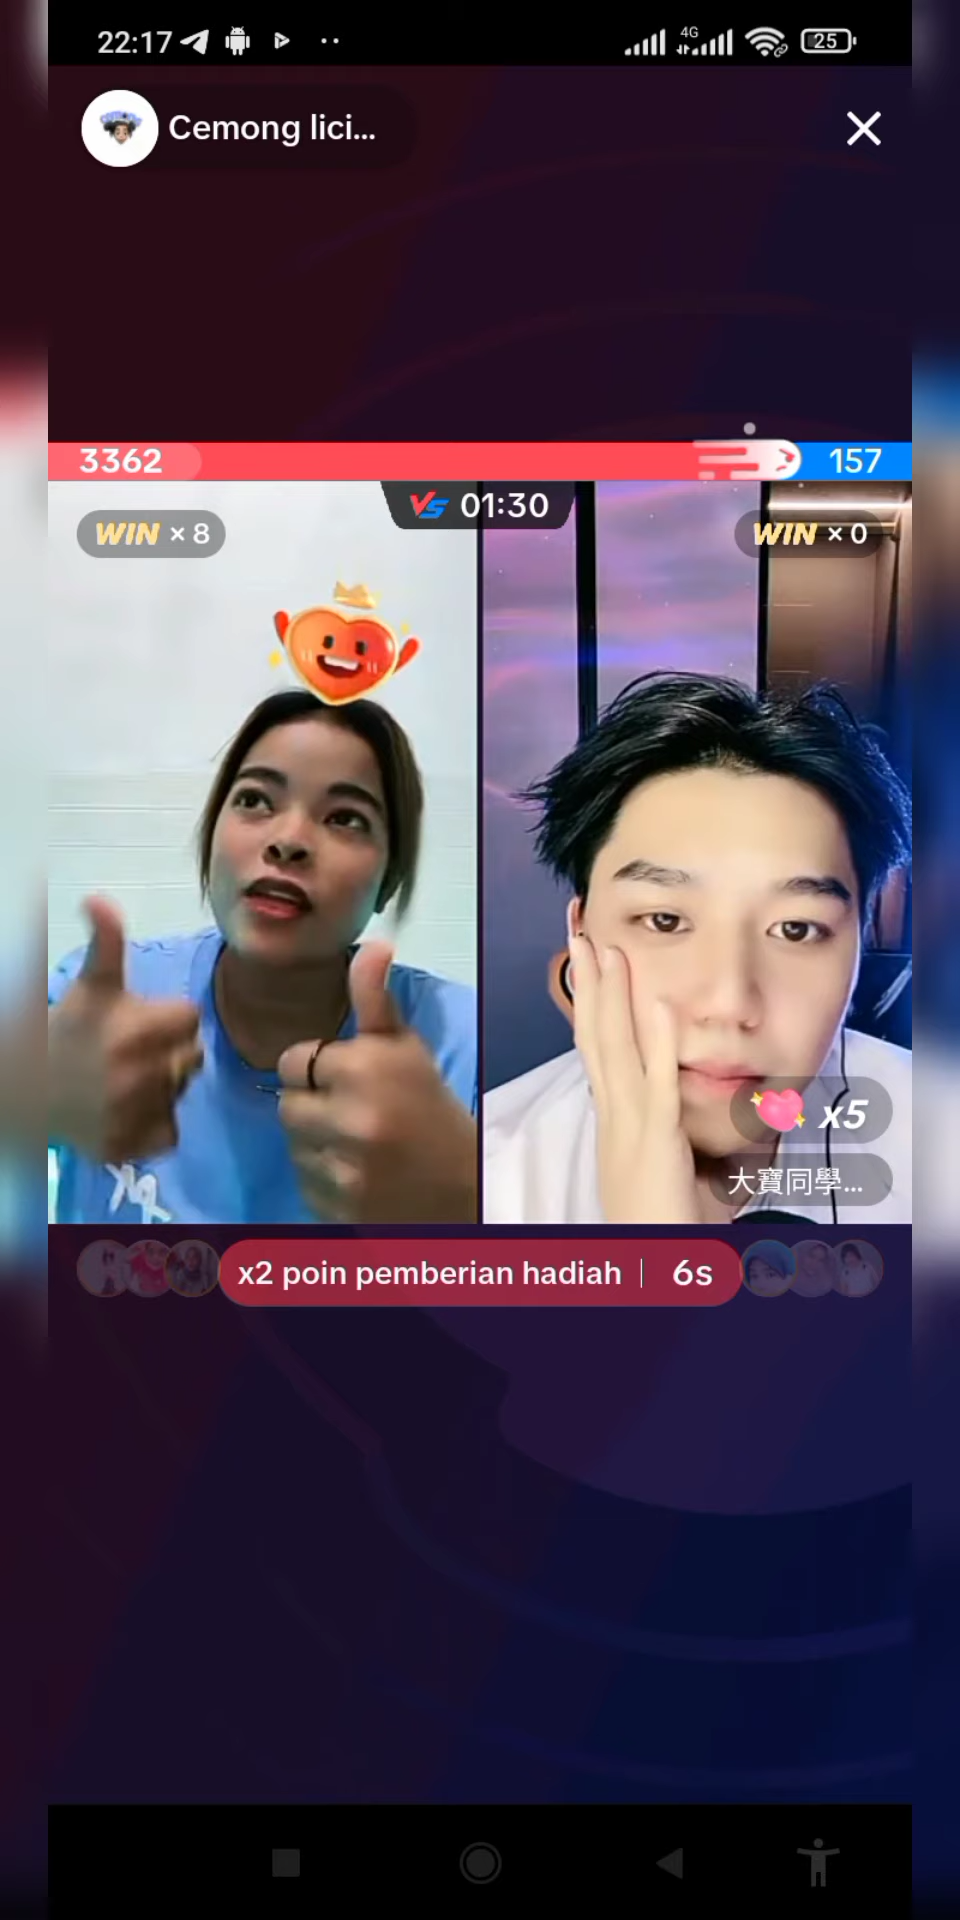 22:17
4G
25
Cemong lici...
3362
157
VS 01:30
WIN × 8
WIN × 0
x5
大寶同學...
x2 poin pemberian hadiah | 6s